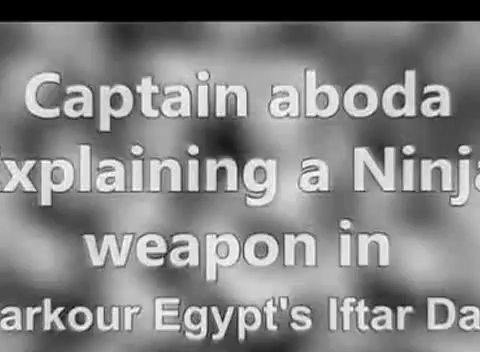 Captain aboda
xplaining a Ninja
weapon in
arkour Egypt's Iftar Da